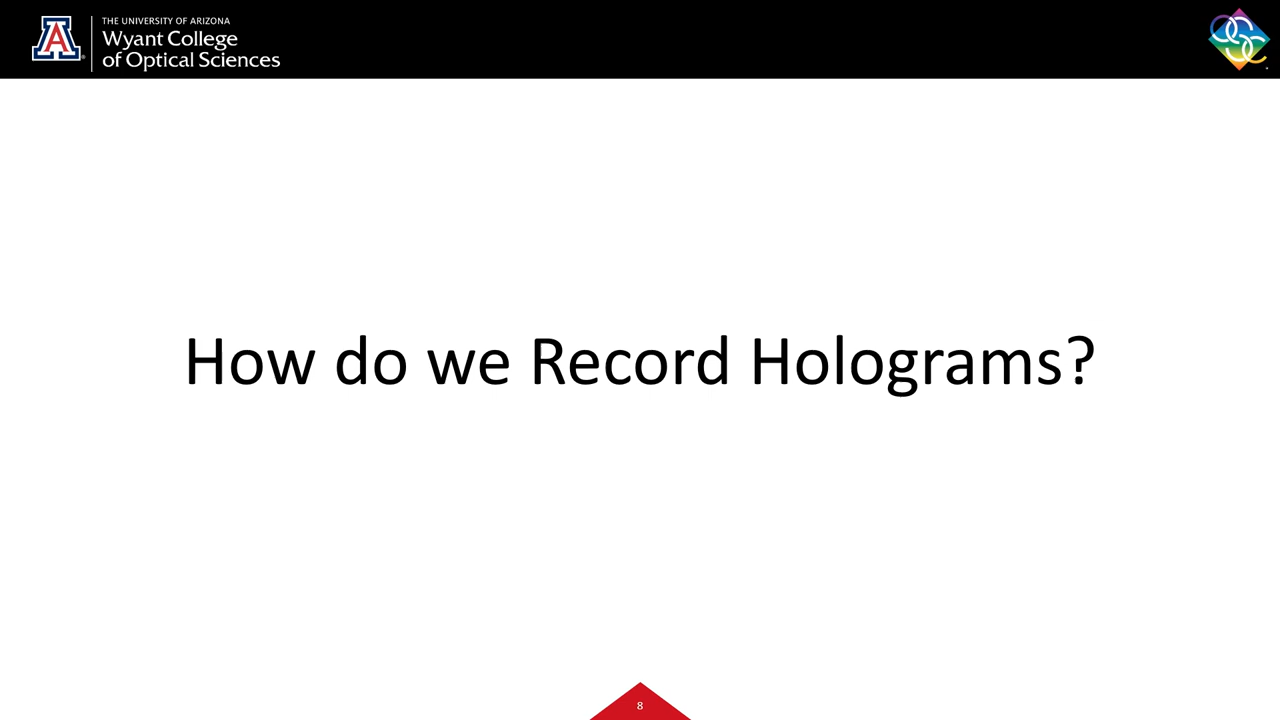 THE UNIVERSITY OF ARIZONA
Wyant College
of Optical Sciences
How do we Record Holograms?
8